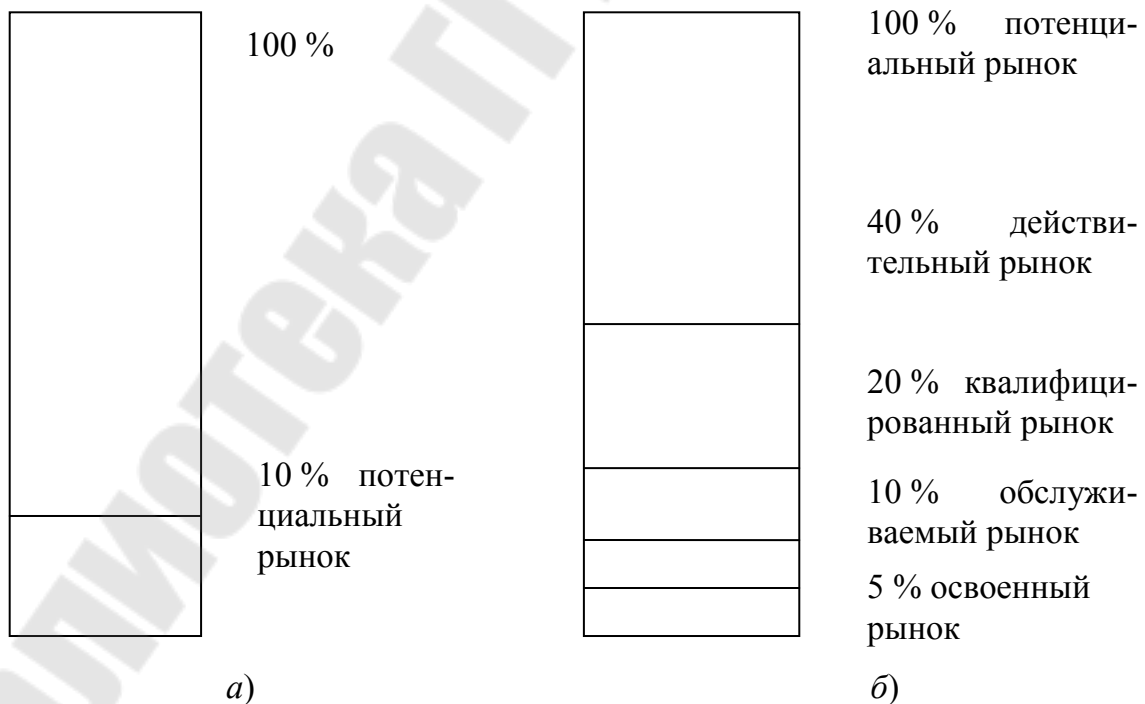 100 %
10 % потен-
циальный
рынок
а)
100 % потенци-
альный рынок
40 % действи-
тельный рынок
20 % квалифици-
рованный рынок
10 % обслужи-
ваемый рынок
5 % освоенный
рынок
б)